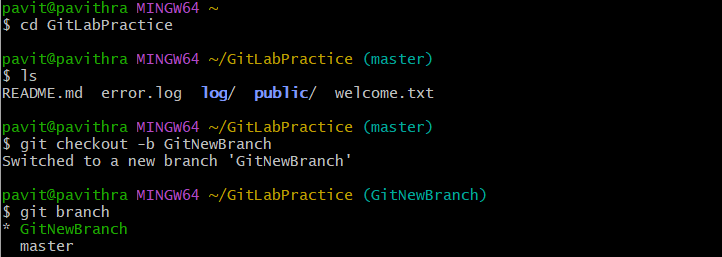 pavit@pavithra MINGW64 ~
$ cd GitLabPractice
pavit@pavithra MINGW64 ~/GitLabPractice (master)
$ ls
README.md  error.log  log/  public/  welcome.txt
pavit@pavithra MINGW64 ~/GitLabPractice (master)
$ git checkout -b GitNewBranch
Switched to a new branch 'GitNewBranch'
pavit@pavithra MINGW64 ~/GitLabPractice (GitNewBranch)
$ git branch
* GitNewBranch
  master